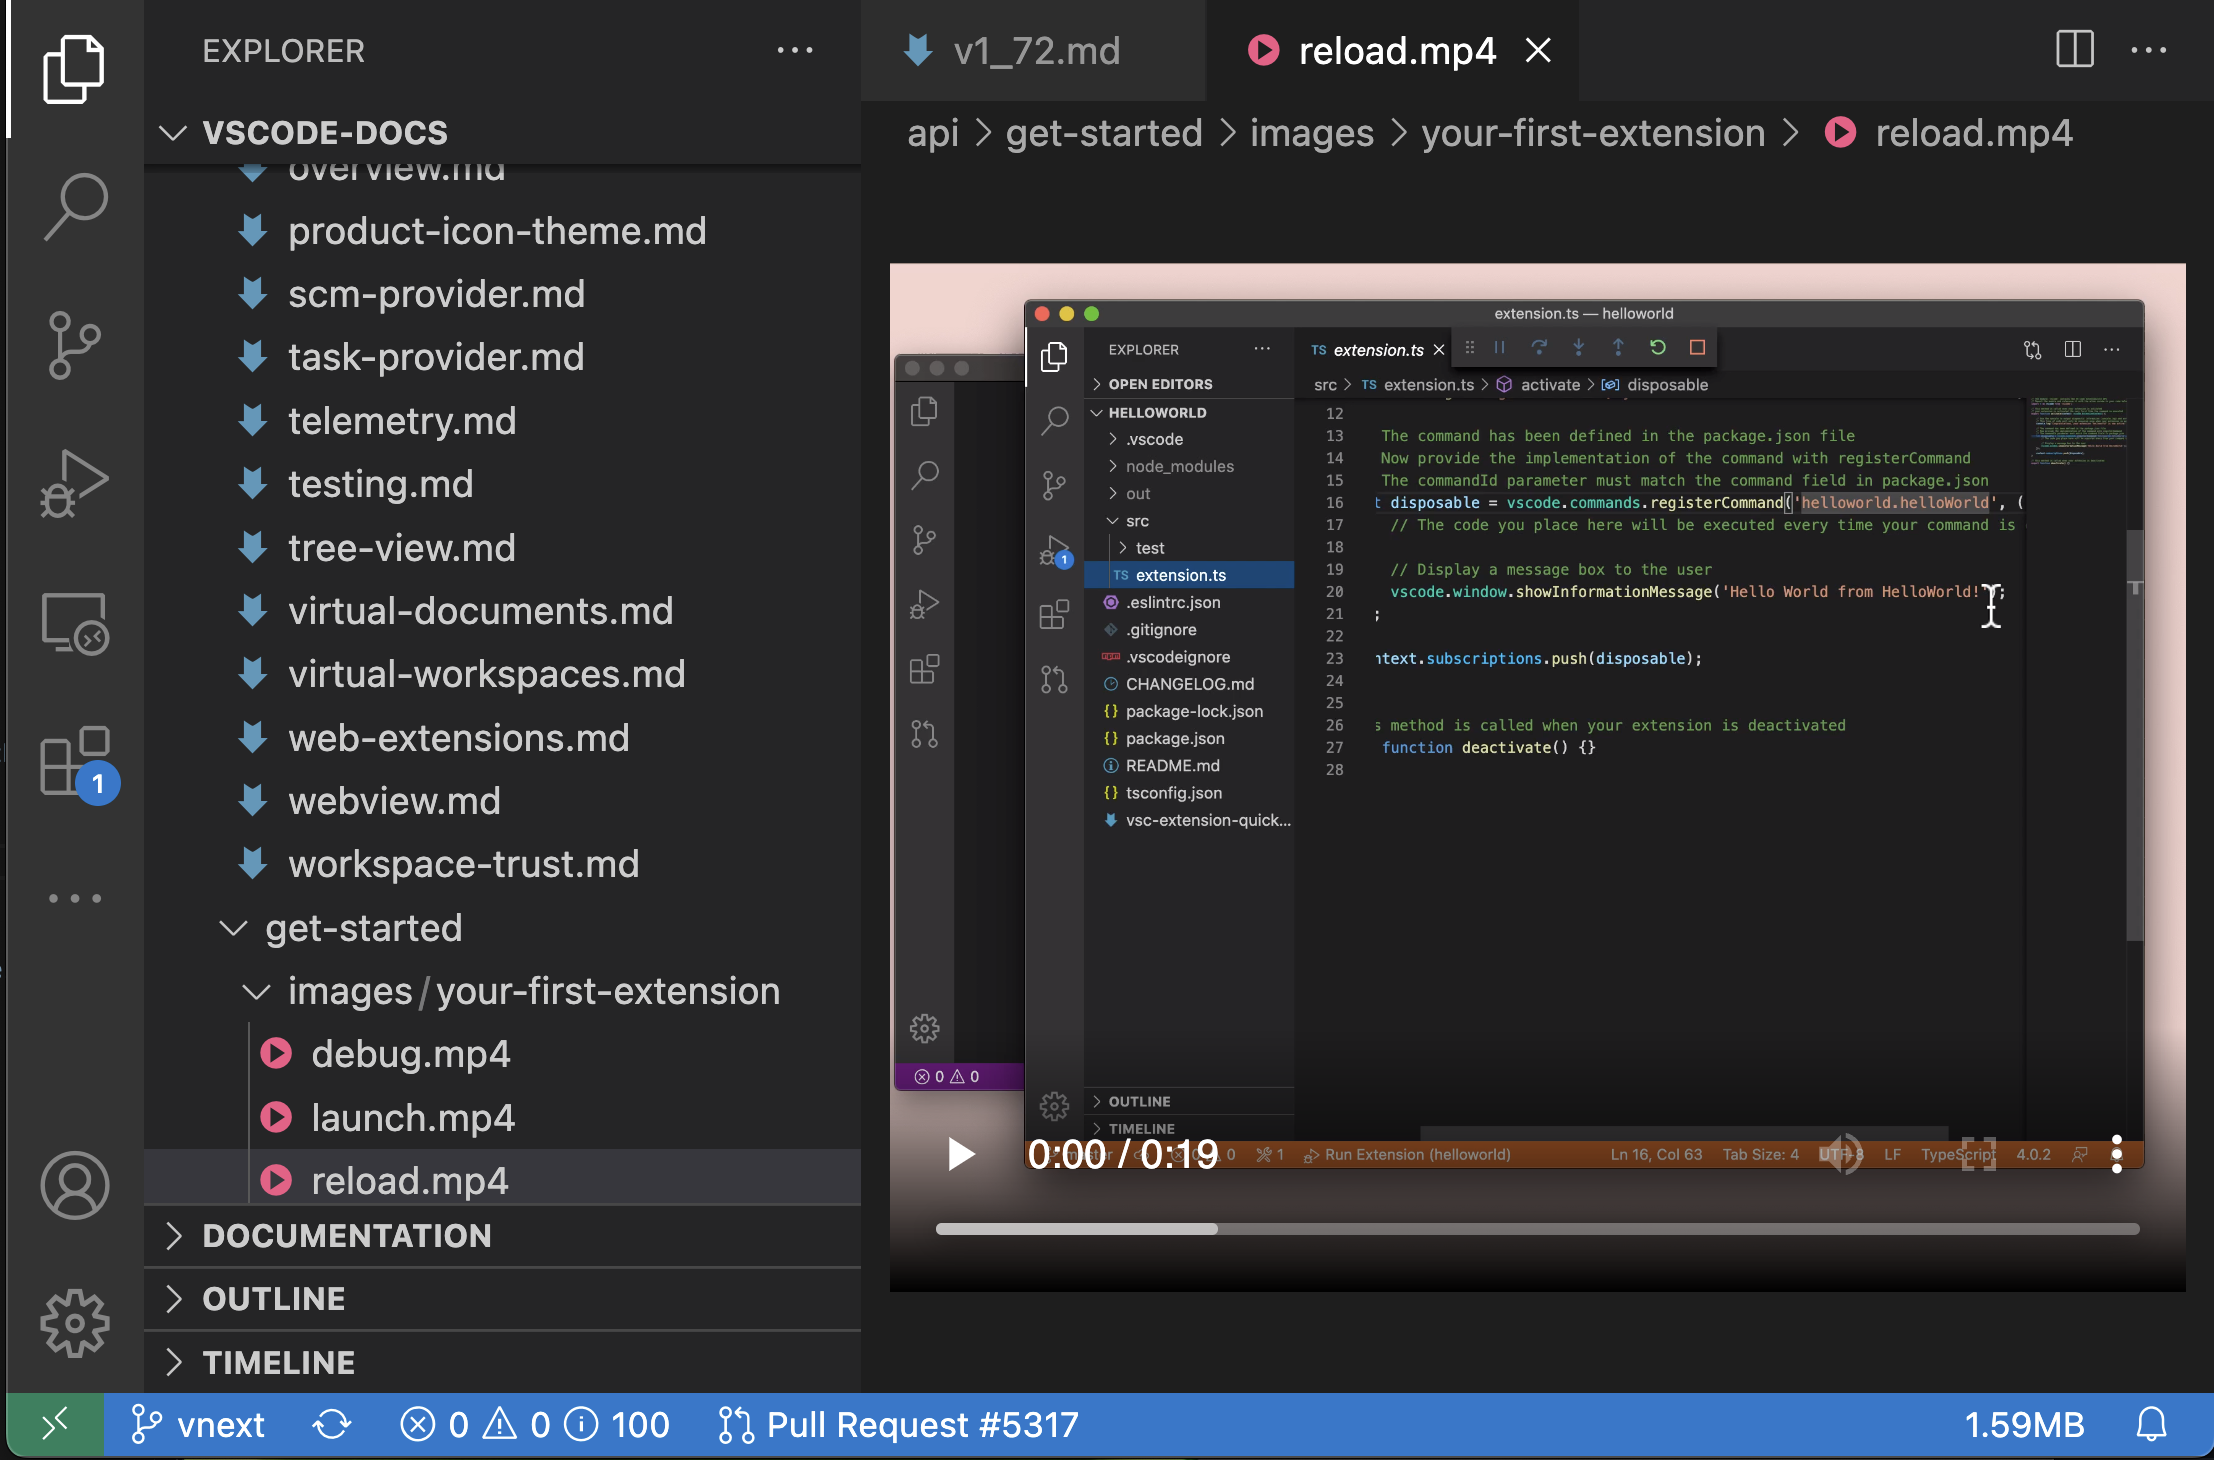 EXPLORER
VSCODE-DOCS
overview.md
product-icon-theme.md
scm-provider.md
task-provider.md
telemetry.md
testing.md
tree-view.md
virtual-documents.md
virtual-workspaces.md
web-extensions.md
webview.md
workspace-trust.md
get-started
images/your-first-extension
debug.mp4
launch.mp4
reload.mp4
DOCUMENTATION
OUTLINE
TIMELINE
1
v1_72.md
reload.mp4
api > get-started > images > your-first-extension > reload.mp4
extension.ts — helloworld
EXPLORER
OPEN EDITORS
HELLOWORLD
.vscode
node_modules
out
src
test
TS extension.ts
.eslintrc.json
.gitignore
.vscodeignore
CHANGELOG.md
package-lock.json
package.json
README.md
tsconfig.json
vsc-extension-quick...
OUTLINE
TIMELINE
1
TS extension.ts
src > TS extension.ts > activate > disposable
12
13 The command has been defined in the package.json file
14 Now provide the implementation of the command with registerCommand
15 The commandId parameter must match the command field in package.json
16 t disposable = vscode.commands.registerCommand('helloworld.helloWorld', (
17 // The code you place here will be executed every time your command is
18
19 // Display a message box to the user
20 vscode.window.showInformationMessage('Hello World from HelloWorld!');
21 ;
22
23 ntext.subscriptions.push(disposable);
24
25
26 s method is called when your extension is deactivated
27 function deactivate() {}
28
0 0
0:00 / 0:19
0 1 Run Extension (helloworld) Ln 16, Col 63 Tab Size: 4 UTF-8 LF TypeScript 4.0.2
vnext 0 0 100 Pull Request #5317 1.59MB